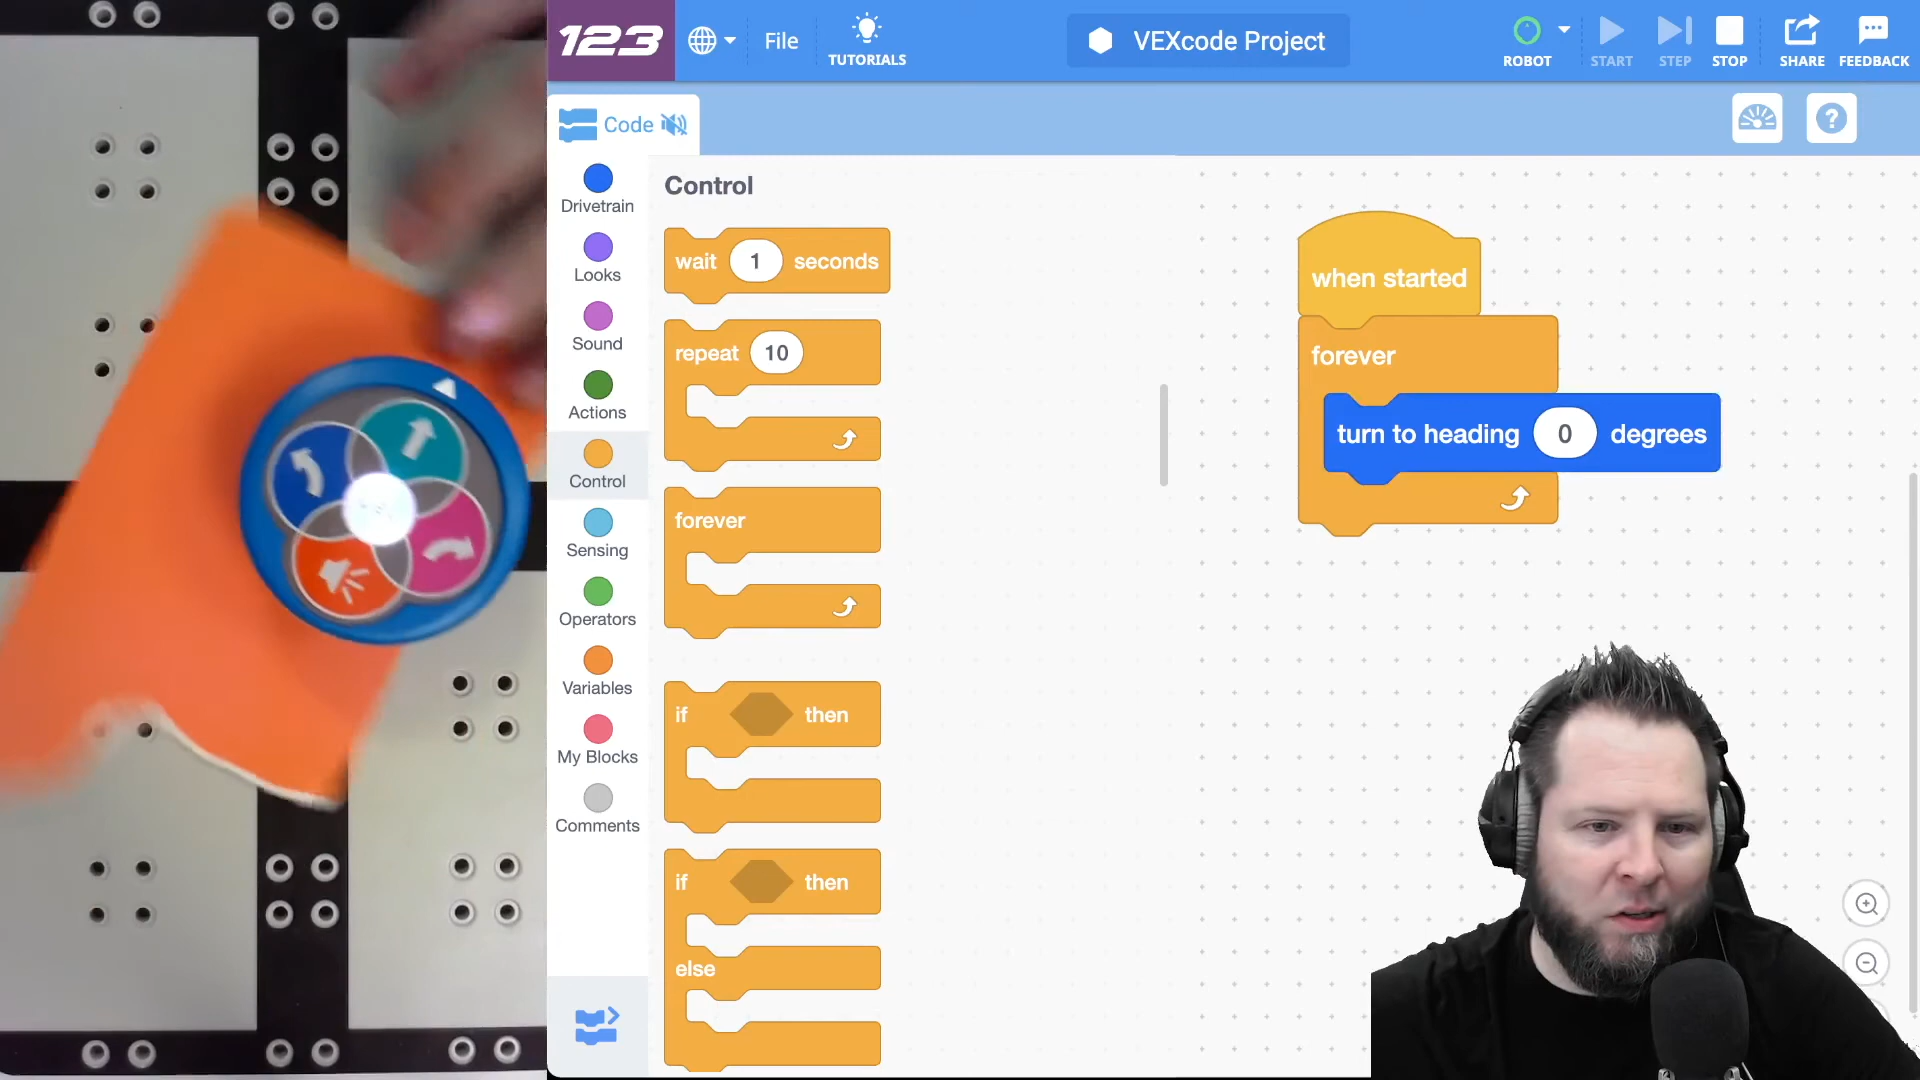 123
File
TUTORIALS
VEXcode Project
ROBOT
START
STEP
STOP
SHARE
FEEDBACK
Code
?
Drivetrain
Looks
Sound
Actions
Control
Sensing
Operators
Variables
My Blocks
Comments
Control
wait 1 seconds
repeat 10
forever
if then
if then
else
when started
forever
turn to heading 0 degrees